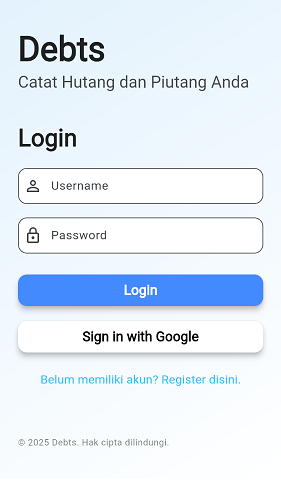 Debts
Catat Hutang dan Piutang Anda
Login
Username
Password
Login
Sign in with Google
Belum memiliki akun? Register disini.
© 2025 Debts. Hak cipta dilindungi.